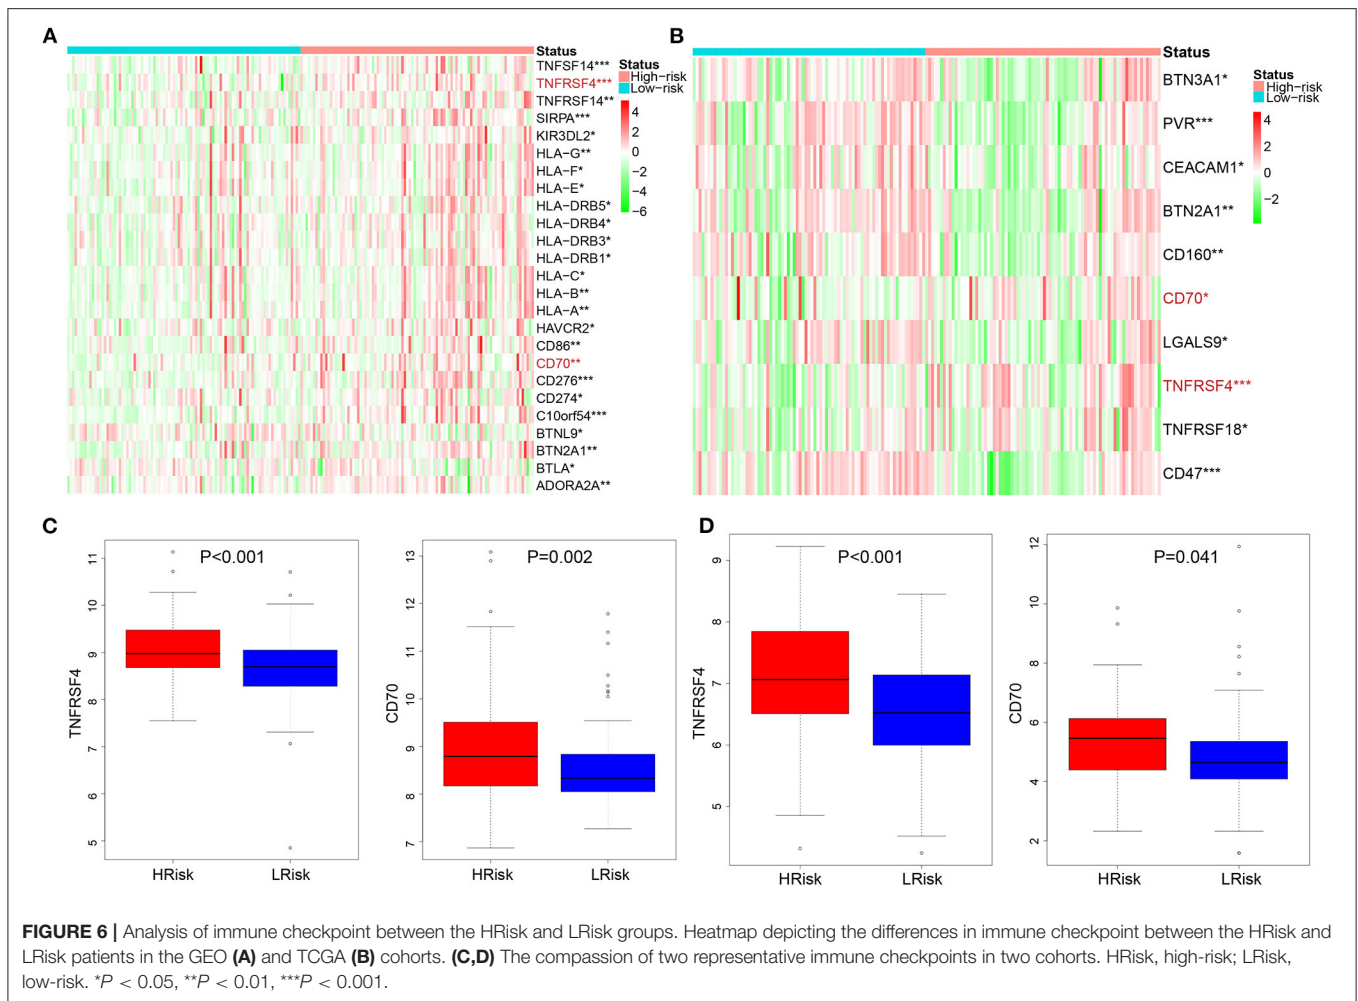 A
Status
TNFSF14***
TNFRSF4***
TNFRSF14**
SIRPA***
KIR3DL2*
HLA−G**
HLA−F*
HLA−E*
HLA−DRB5*
HLA−DRB4*
HLA−DRB3*
HLA−DRB1*
HLA−C*
HLA−B**
HLA−A**
HAVCR2*
CD86**
CD70**
CD276***
CD274*
C10orf54***
BTNL9*
BTN2A1**
BTLA*
ADORA2A**
Status
High−risk
Low−risk
4
2
0
−2
−4
−6
B
Status
BTN3A1*
PVR***
CEACAM1*
BTN2A1**
CD160**
CD70*
LGALS9*
TNFRSF4***
TNFRSF18*
CD47***
Status
High−risk
Low−risk
4
2
0
−2
C
P<0.001
TNFRSF4
11
10
9
8
7
6
5
HRisk
LRisk
P=0.002
CD70
13
12
11
10
9
8
7
HRisk
LRisk
D
P<0.001
TNFRSF4
9
8
7
6
5
HRisk
LRisk
P=0.041
CD70
12
10
8
6
4
2
HRisk
LRisk
FIGURE 6 | Analysis of immune checkpoint between the HRisk and LRisk groups. Heatmap depicting the differences in immune checkpoint between the HRisk and
LRisk patients in the GEO (A) and TCGA (B) cohorts. (C,D) The compassion of two representative immune checkpoints in two cohorts. HRisk, high-risk; LRisk,
low-risk. *P < 0.05, **P < 0.01, ***P < 0.001.